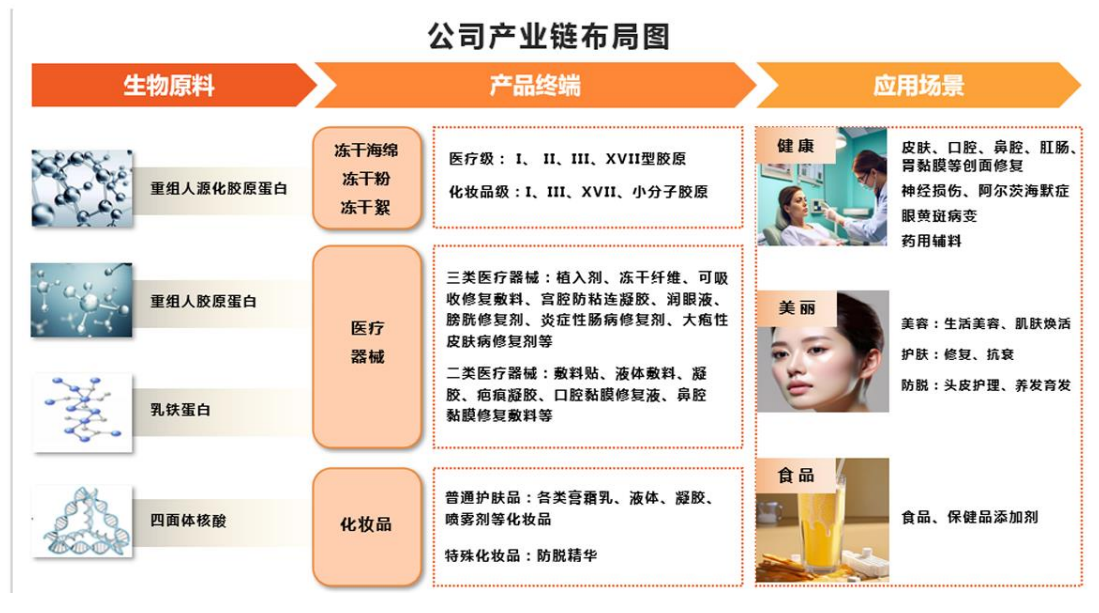 公司产业链布局图
生物原料
产品终端
应用场景
重组人源化胶原蛋白
重组人胶原蛋白
乳铁蛋白
四面体核酸
冻干海绵
冻干粉
冻干絮
医疗级： I、 II、III、XVII型胶原
化妆品级：I、III、XVII、小分子胶原
医疗
器械
三类医疗器械：植入剂、冻干纤维、可吸
收修复敷料、宫腔防粘连凝胶、润眼液、
膀胱修复剂、炎症性肠病修复剂、大疱性
皮肤病修复剂等
二类医疗器械：敷料贴、液体敷料、凝
胶、疤痕凝胶、口腔黏膜修复液、鼻腔
黏膜修复敷料等
化妆品
普通护肤品：各类膏霜乳、液体、凝胶、
喷雾剂等化妆品
特殊化妆品：防脱精华
健康
皮肤、口腔、鼻腔、肛肠、
胃黏膜等创面修复
神经损伤、阿尔茨海默症
眼黄斑病变
药用辅料
美丽
美容：生活美容、肌肤焕活
护肤：修复、抗衰
防脱：头皮护理、养发育发
食品
食品、保健品添加剂